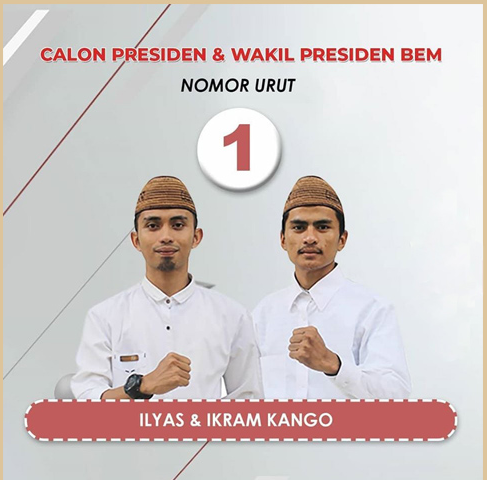 CALON PRESIDEN & WAKIL PRESIDEN BEM
NOMOR URUT
1
ILYAS & IKRAM KANGO